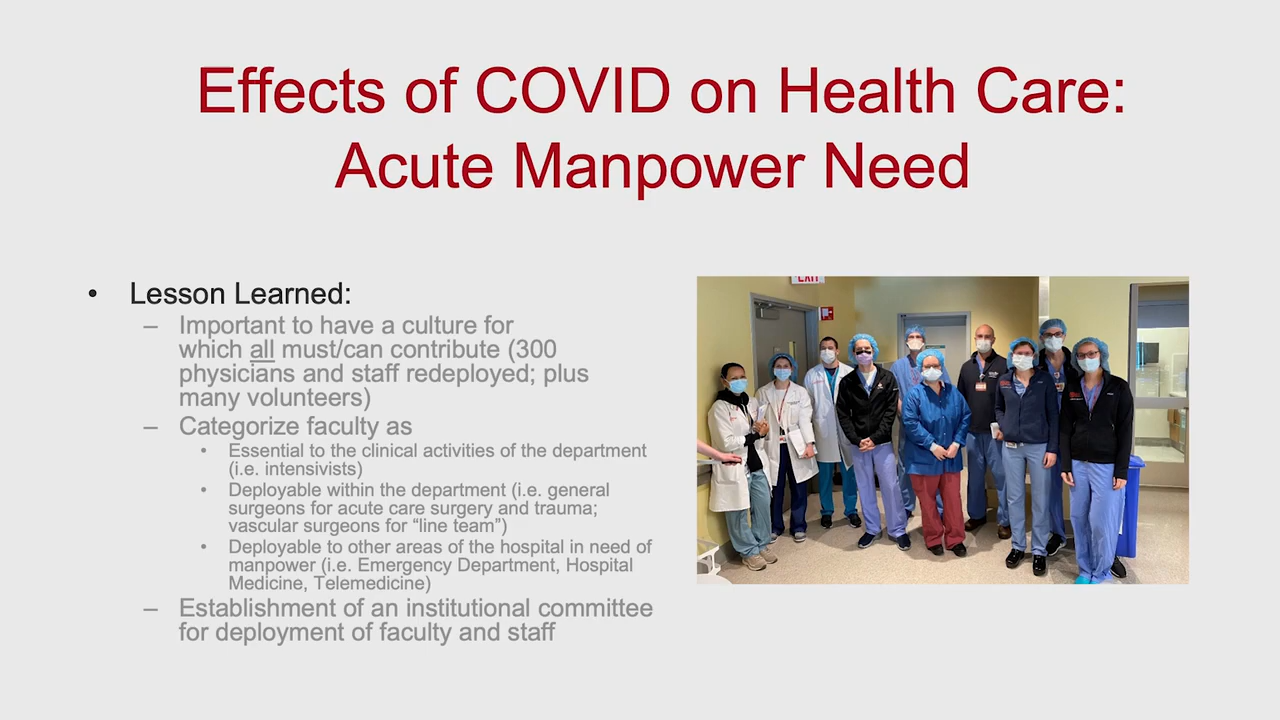 Effects of COVID on Health Care:
Acute Manpower Need
• Lesson Learned:
– Important to have a culture for
which all must/can contribute (300
physicians and staff redeployed; plus
many volunteers)
– Categorize faculty as
• Essential to the clinical activities of the department
(i.e. intensivists)
• Deployable within the department (i.e. general
surgeons for acute care surgery and trauma;
vascular surgeons for “line team”)
• Deployable to other areas of the hospital in need of
manpower (i.e. Emergency Department, Hospital
Medicine, Telemedicine)
– Establishment of an institutional committee
for deployment of faculty and staff
EXIT